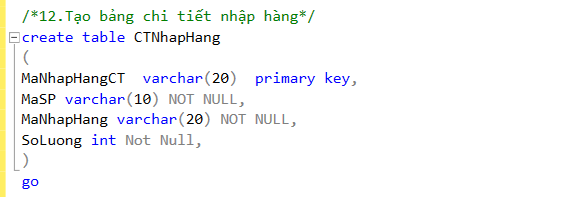 /*12.Tạo bảng chi tiết nhập hàng*/
create table CTNhapHang
(
MaNhapHangCT  varchar(20)  primary key,
MaSP varchar(10) NOT NULL,
MaNhapHang varchar(20) NOT NULL,
SoLuong int Not Null,
)
go